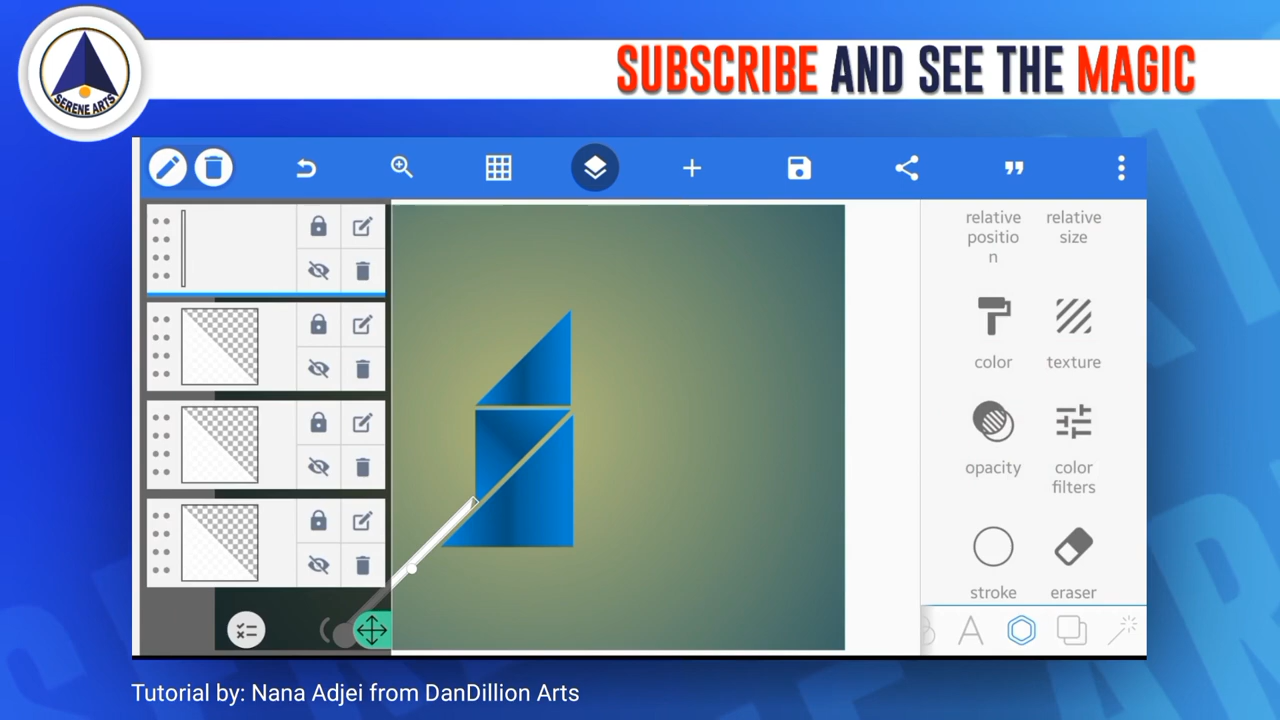 SUBSCRIBE AND SEE THE MAGIC
SERENE ARTS
relative
positio
n
relative
size
color
texture
opacity
color
filters
stroke
eraser
Tutorial by: Nana Adjei from DanDillion Arts